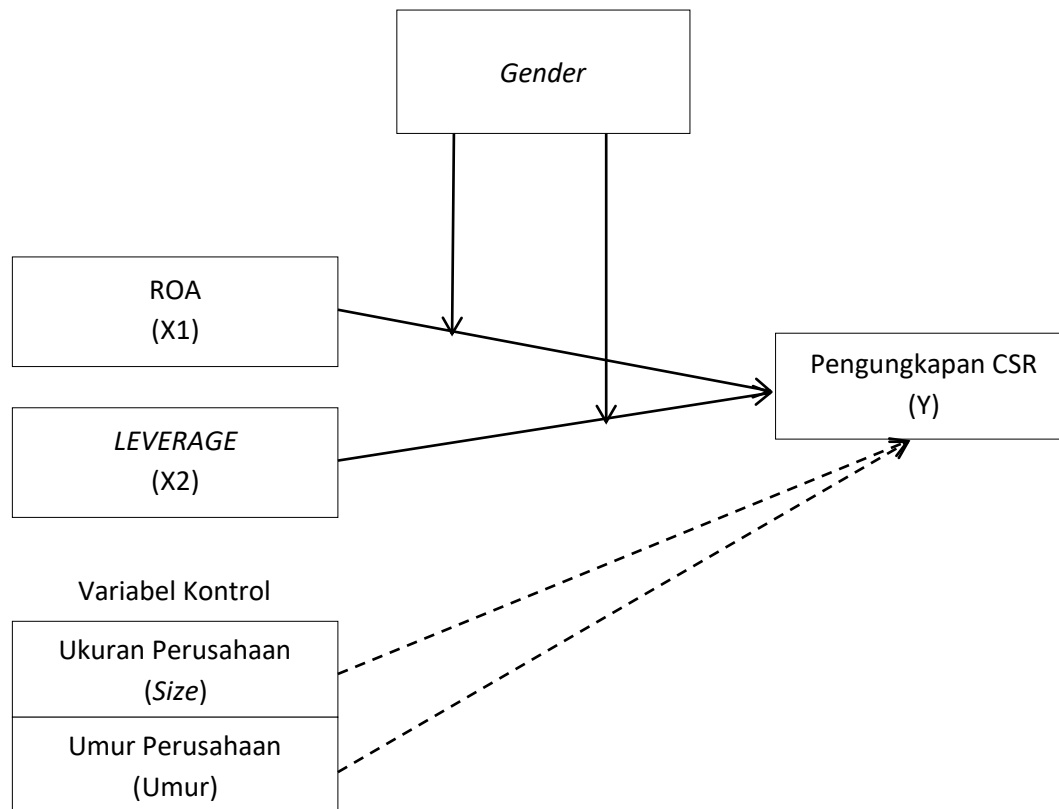 Gender
ROA
(X1)
Pengungkapan CSR
(Y)
LEVERAGE
(X2)
Variabel Kontrol
Ukuran Perusahaan
(Size)
Umur Perusahaan
(Umur)